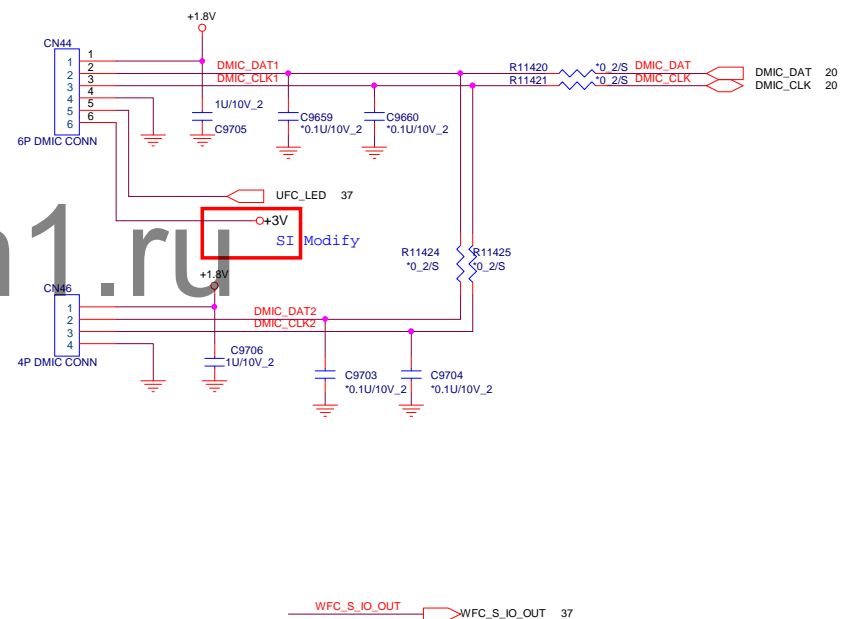 +1.8V
CN44
1 1
2 2 DMIC_DAT1 R11420 *0_2/S DMIC_DAT DMIC_DAT 20
3 3 DMIC_CLK1 R11421 *0_2/S DMIC_CLK DMIC_CLK 20
4 4
5 5
6 6
6P DMIC CONN
1U/10V_2
C9705
C9659
*0.1U/10V_2
C9660
*0.1U/10V_2
UFC_LED 37
+3V
SI Modify
n1.ru
R11424
*0_2/S
R11425
*0_2/S
+1.8V
CN46
1
2 DMIC_DAT2
3 DMIC_CLK2
4
4P DMIC CONN
C9706
1U/10V_2
C9703
*0.1U/10V_2
C9704
*0.1U/10V_2
WFC_S_IO_OUT WFC_S_IO_OUT 37